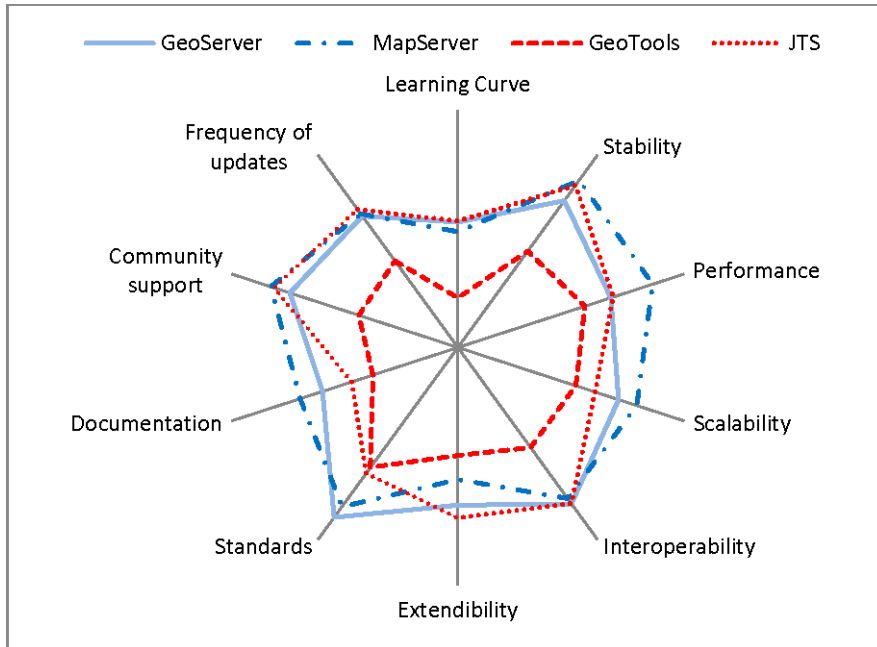 GeoServer MapServer GeoTools JTS
Learning Curve
Frequency of
updates
Stability
Community
support
Performance
Documentation
Scalability
Standards
Interoperability
Extendibility